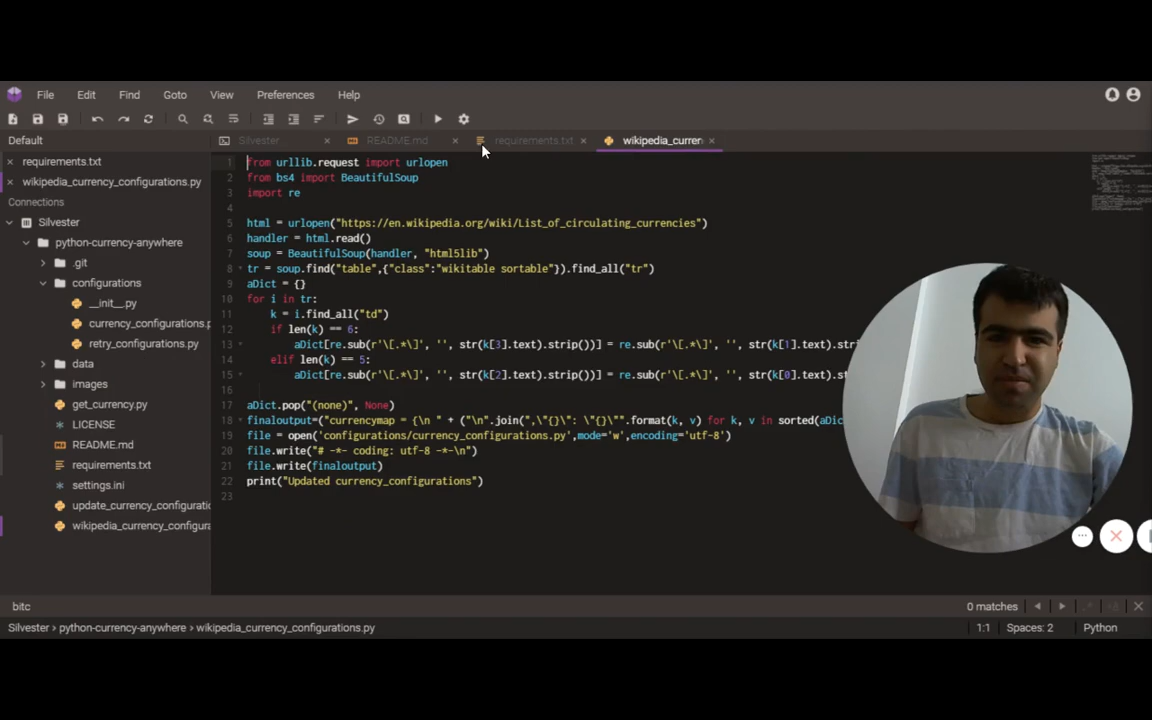 File Edit Find Goto View Preferences Help
Default
Silvester × README.md × requirements.txt × wikipedia_curren ×
× requirements.txt
× wikipedia_currency_configurations.py
Connections
Silvester
python-currency-anywhere
.git
configurations
__init__.py
currency_configurations.p
retry_configurations.py
data
images
get_currency.py
LICENSE
README.md
requirements.txt
settings.ini
update_currency_configuratio
wikipedia_currency_configura
1 from urllib.request import urlopen
2 from bs4 import BeautifulSoup
3 import re
4
5 html = urlopen("https://en.wikipedia.org/wiki/List_of_circulating_currencies")
6 handler = html.read()
7 soup = BeautifulSoup(handler, "html5lib")
8 tr = soup.find("table",{"class":"wikitable sortable"}).find_all("tr")
9 aDict = {}
10 for i in tr:
11 k = i.find_all("td")
12 if len(k) == 6:
13 aDict[re.sub(r'\[.*\]', '', str(k[3].text).strip())] = re.sub(r'\[.*\]', '', str(k[1].text).stri
14 elif len(k) == 5:
15 aDict[re.sub(r'\[.*\]', '', str(k[2].text).strip())] = re.sub(r'\[.*\]', '', str(k[0].text).st
16
17 aDict.pop("(none)", None)
18 finaloutput=("currencymap = {\n " + ("\n".join(",\"{}\": \"{}\"".format(k, v) for k, v in sorted(aDic
19 file = open('configurations/currency_configurations.py',mode='w',encoding='utf-8')
20 file.write("# -*- coding: utf-8 -*-\n")
21 file.write(finaloutput)
22 print("Updated currency_configurations")
23
bitc 0 matches
Silvester > python-currency-anywhere > wikipedia_currency_configurations.py 1:1 Spaces: 2 Python